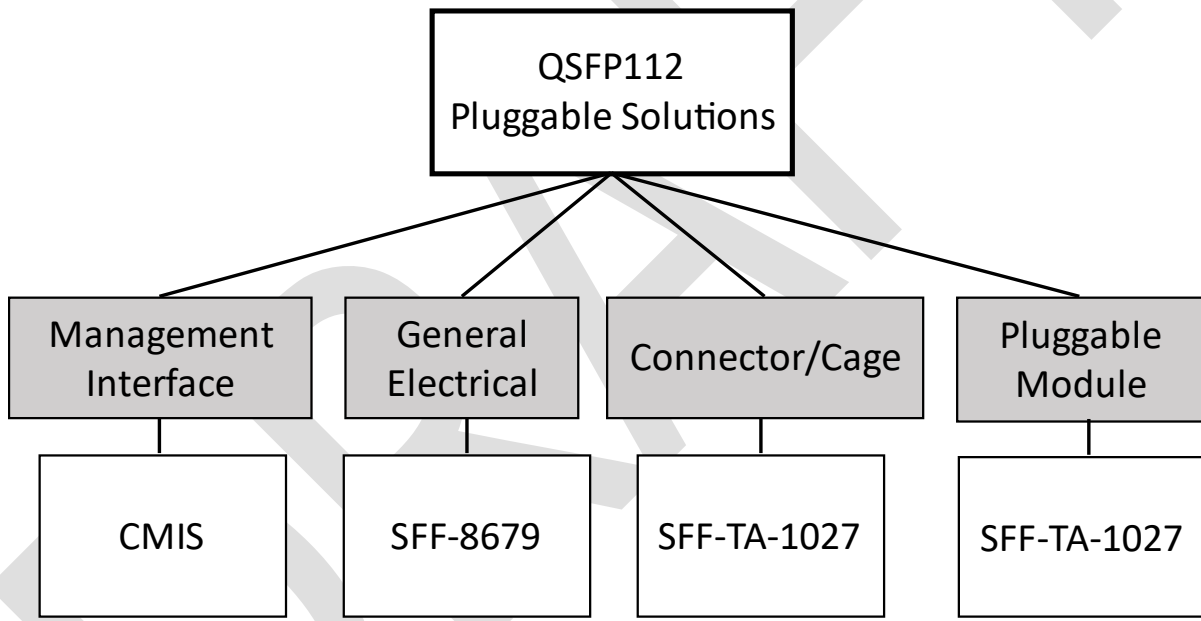 QSFP112
Pluggable Solutions
Management
Interface
General
Electrical
Connector/Cage
Pluggable
Module
CMIS
SFF-8679
SFF-TA-1027
SFF-TA-1027